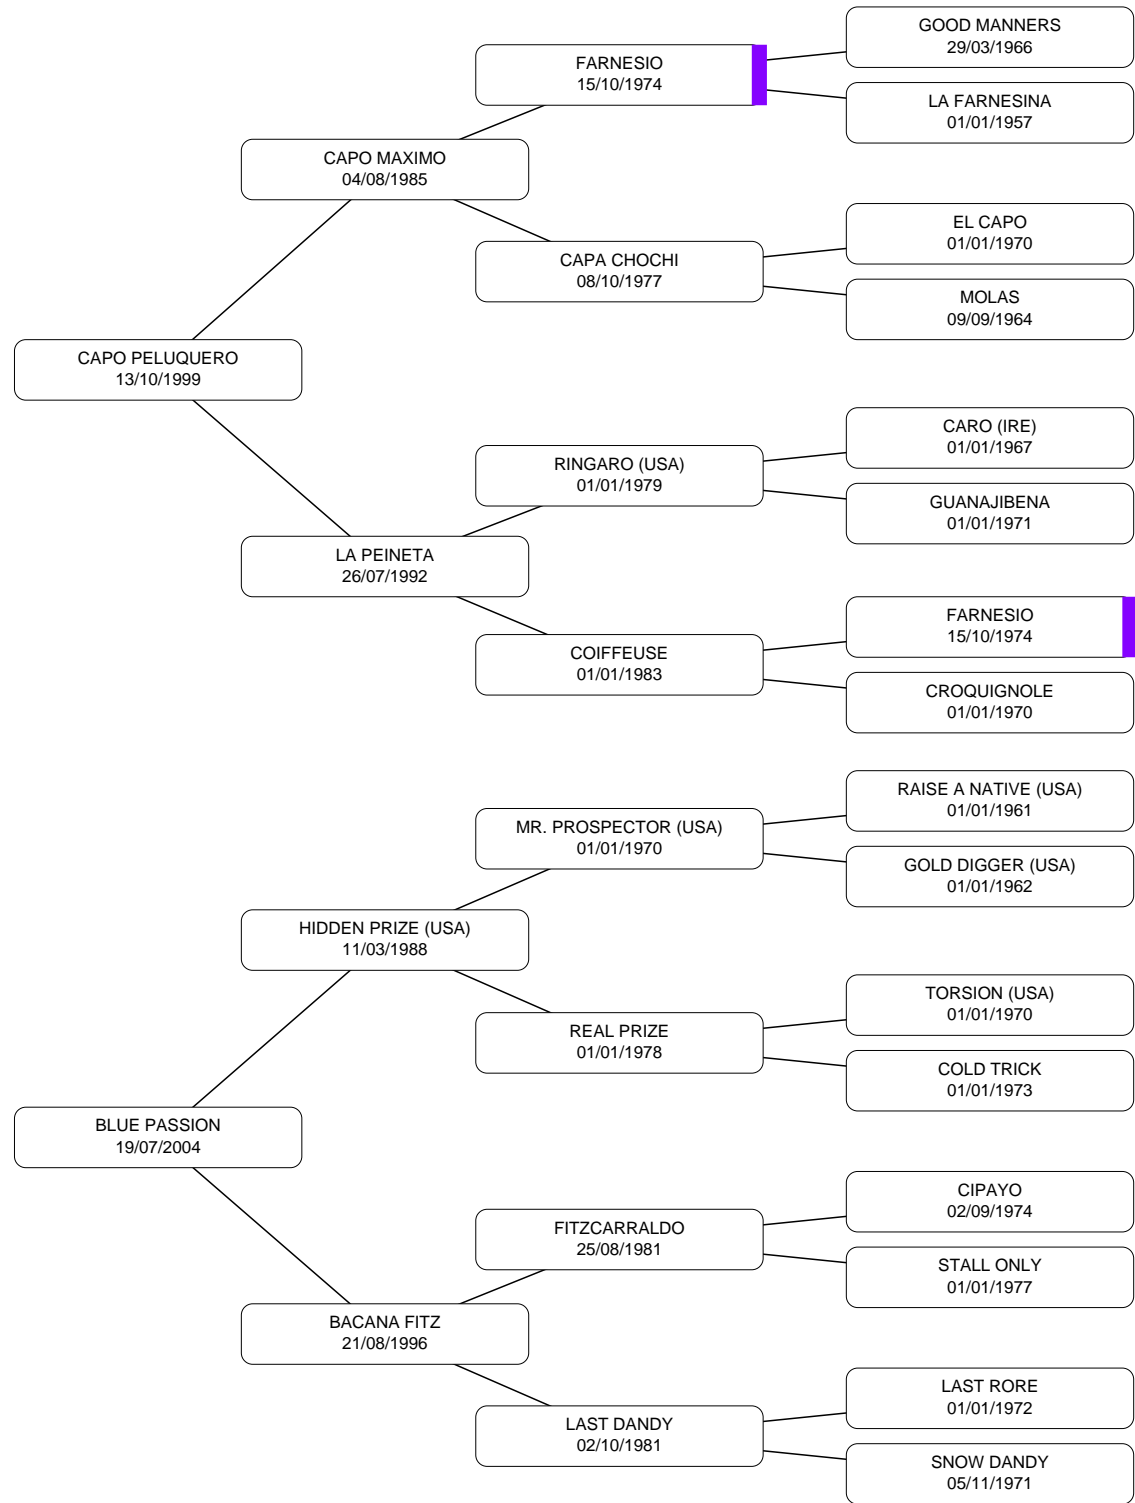 GOOD MANNERS
29/03/1966
FARNESIO
15/10/1974
LA FARNESINA
01/01/1957
CAPO MAXIMO
04/08/1985
EL CAPO
01/01/1970
CAPA CHOCHI
08/10/1977
MOLAS
09/09/1964
CAPO PELUQUERO
13/10/1999
CARO (IRE)
01/01/1967
RINGARO (USA)
01/01/1979
GUANAJIBENA
01/01/1971
LA PEINETA
26/07/1992
FARNESIO
15/10/1974
COIFFEUSE
01/01/1983
CROQUIGNOLE
01/01/1970
RAISE A NATIVE (USA)
01/01/1961
MR. PROSPECTOR (USA)
01/01/1970
GOLD DIGGER (USA)
01/01/1962
HIDDEN PRIZE (USA)
11/03/1988
TORSION (USA)
01/01/1970
REAL PRIZE
01/01/1978
COLD TRICK
01/01/1973
BLUE PASSION
19/07/2004
CIPAYO
02/09/1974
FITZCARRALDO
25/08/1981
STALL ONLY
01/01/1977
BACANA FITZ
21/08/1996
LAST RORE
01/01/1972
LAST DANDY
02/10/1981
SNOW DANDY
05/11/1971